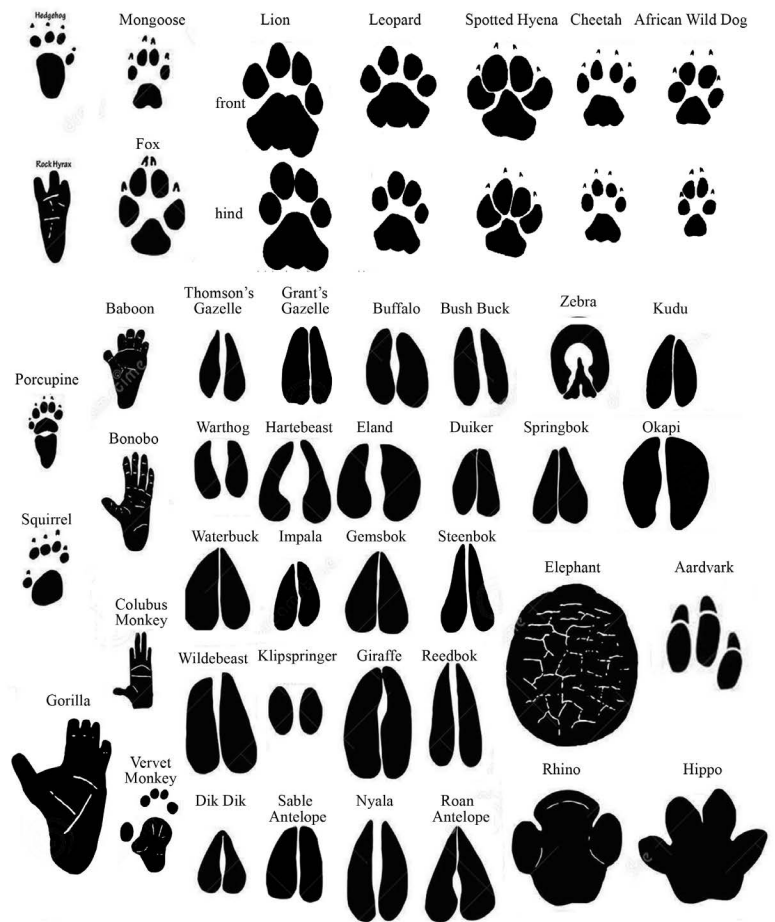 Hedgehog
Mongoose
Lion
Leopard
Spotted Hyena
Cheetah
African Wild Dog
front
Fox
Rock Hyrax
hind
Thomson's
Gazelle
Grant's
Gazelle
Baboon
Buffalo
Bush Buck
Zebra
Kudu
Porcupine
Warthog
Hartebeast
Eland
Duiker
Springbok
Okapi
Bonobo
Squirrel
Waterbuck
Impala
Gemsbok
Steenbok
Elephant
Aardvark
Colubus
Monkey
Wildebeast
Klipspringer
Giraffe
Reedbok
Gorilla
Vervet
Monkey
Rhino
Hippo
Dik Dik
Sable
Antelope
Nyala
Roan
Antelope